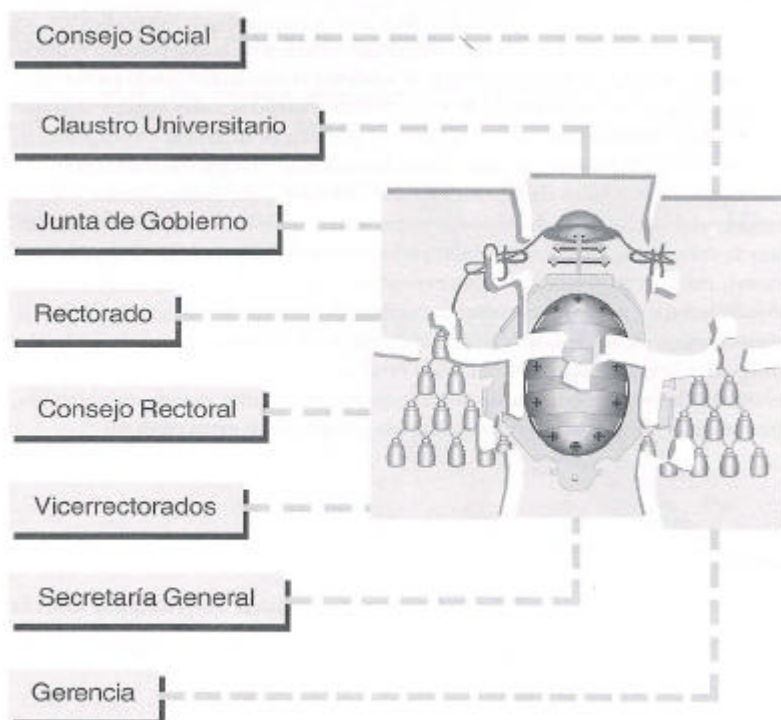 Consejo Social
Claustro Universitario
Junta de Gobierno
Rectorado
Consejo Rectoral
Vicerrectorados
Secretaría General
Gerencia